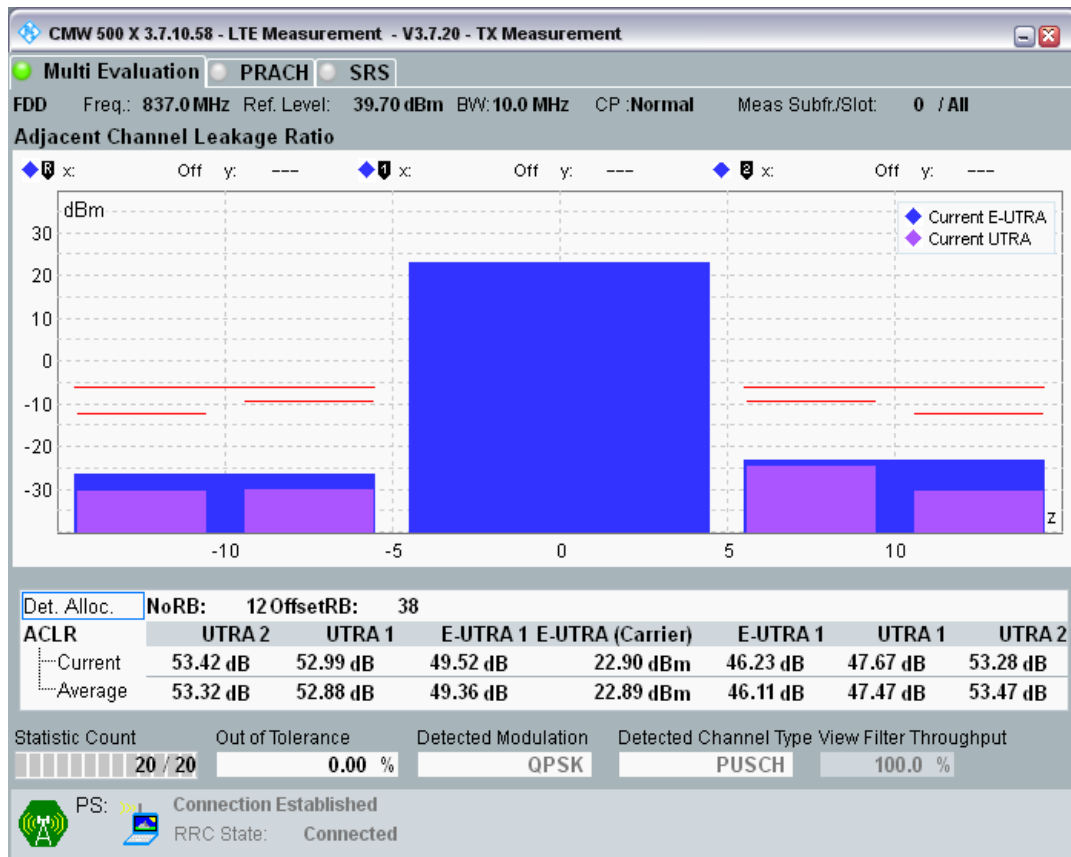 CMW 500 X 3.7.10.58 - LTE Measurement - V3.7.20 - TX Measurement
Multi Evaluation PRACH SRS
FDD Freq.: 837.0 MHz Ref. Level: 39.70 dBm BW: 10.0 MHz CP :Normal Meas Subfr./Slot: 0 / All
Adjacent Channel Leakage Ratio
R x: Off y: --- 1 x: Off y: --- 2 x: Off y: ---
dBm
Current E-UTRA
Current UTRA
30
20
10
0
-10
-20
-30
z
-10 -5 0 5 10
Det. Alloc. NoRB: 12 OffsetRB: 38
ACLR UTRA 2 UTRA 1 E-UTRA 1 E-UTRA (Carrier) E-UTRA 1 UTRA 1 UTRA 2
Current 53.42 dB 52.99 dB 49.52 dB 22.90 dBm 46.23 dB 47.67 dB 53.28 dB
Average 53.32 dB 52.88 dB 49.36 dB 22.89 dBm 46.11 dB 47.47 dB 53.47 dB
Statistic Count Out of Tolerance Detected Modulation Detected Channel Type View Filter Throughput
20 / 20 0.00 % QPSK PUSCH 100.0 %
PS: Connection Established
RRC State: Connected